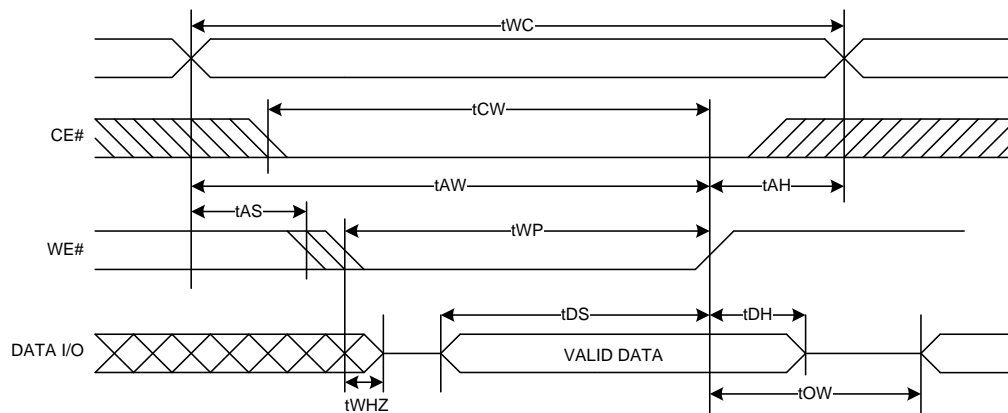 tWC
tCW
CE#
tAW
tAH
tAS
tWP
WE#
tDS
tDH
DATA I/O
VALID DATA
tWHZ
tOW